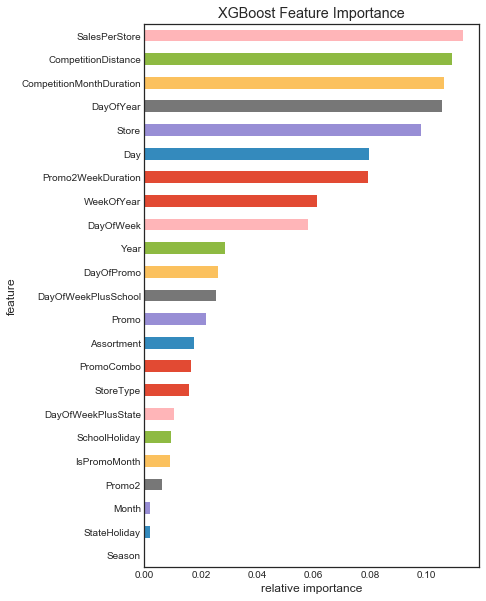 XGBoost Feature Importance
SalesPerStore
CompetitionDistance
CompetitionMonthDuration
DayOfYear
Store
Day
Promo2WeekDuration
WeekOfYear
DayOfWeek
Year
DayOfPromo
DayOfWeekPlusSchool
Promo
Assortment
PromoCombo
StoreType
DayOfWeekPlusState
SchoolHoliday
IsPromoMonth
Promo2
Month
StateHoliday
Season
feature
0.00 0.02 0.04 0.06 0.08 0.10
relative importance